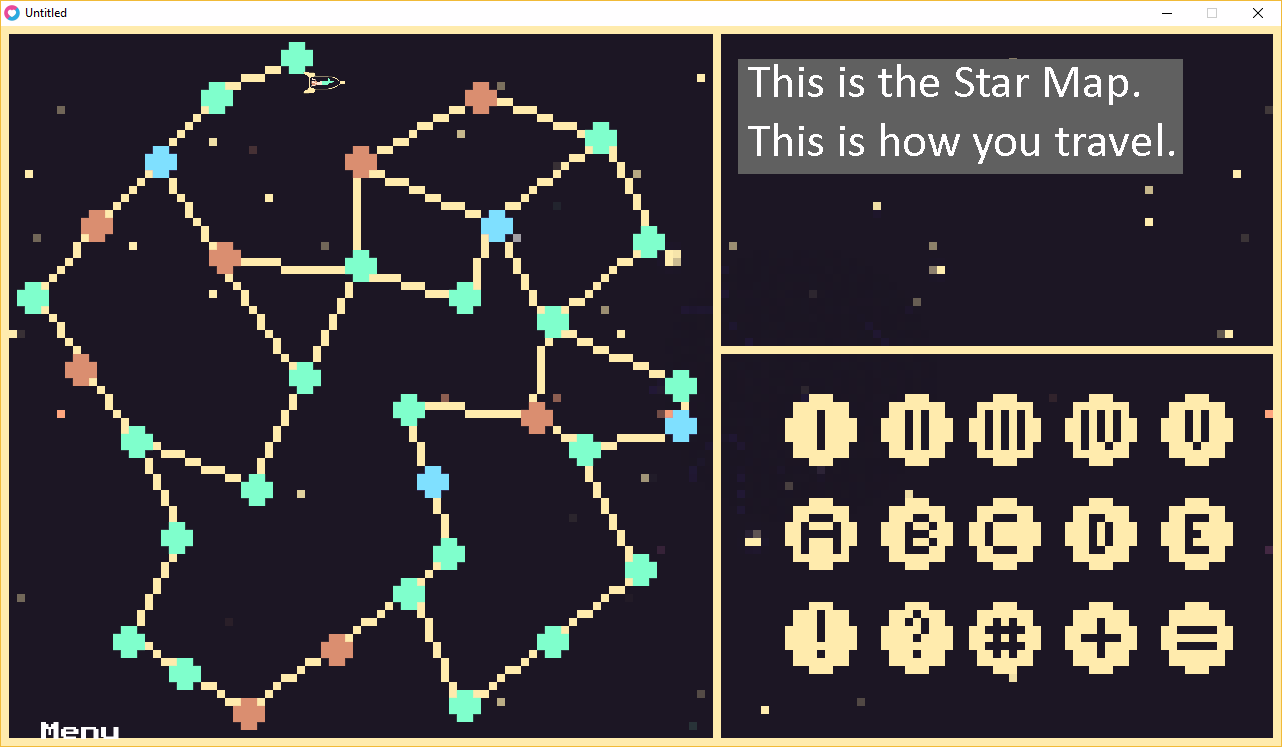 Untitled
This is the Star Map.
This is how you travel.
I II III IV V
A B C D E
! ? # + =
Menu